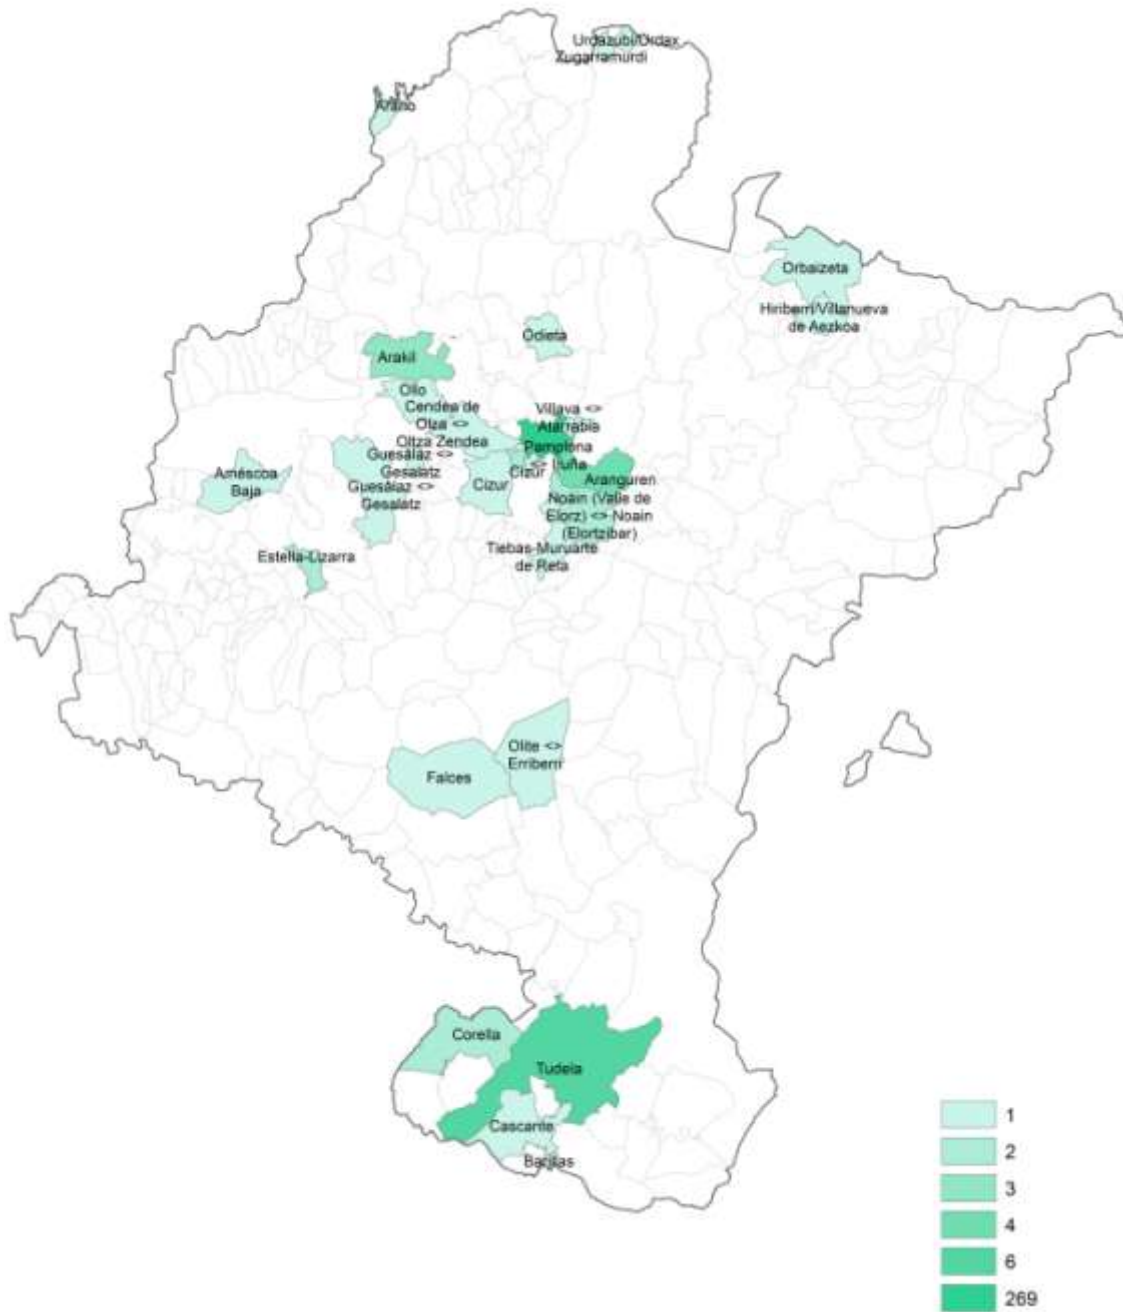 Urdazubi/Urdax
Zugarramurdi
Arano
Orbaizeta
Hiriberri/Villanueva
de Aezkoa
Odieta
Arakil
Ollo
Cendea de
Olza <>
Oltza Zendea
Villava <>
Atarrabia
Pamplona
<> Iruña
Guesálaz <>
Gesalatz
Cizur
Aranguren
Améscoa
Baja
Guesálaz <>
Gesalatz
Cizur
Noáin (Valle de
Elorz) <> Noain
(Elortzibar)
Tiebas-Muruarte
de Reta
Estella-Lizarra
Olite <>
Erriberri
Falces
Corella
Tudela
Cascante
Barillas
1
2
3
4
6
269